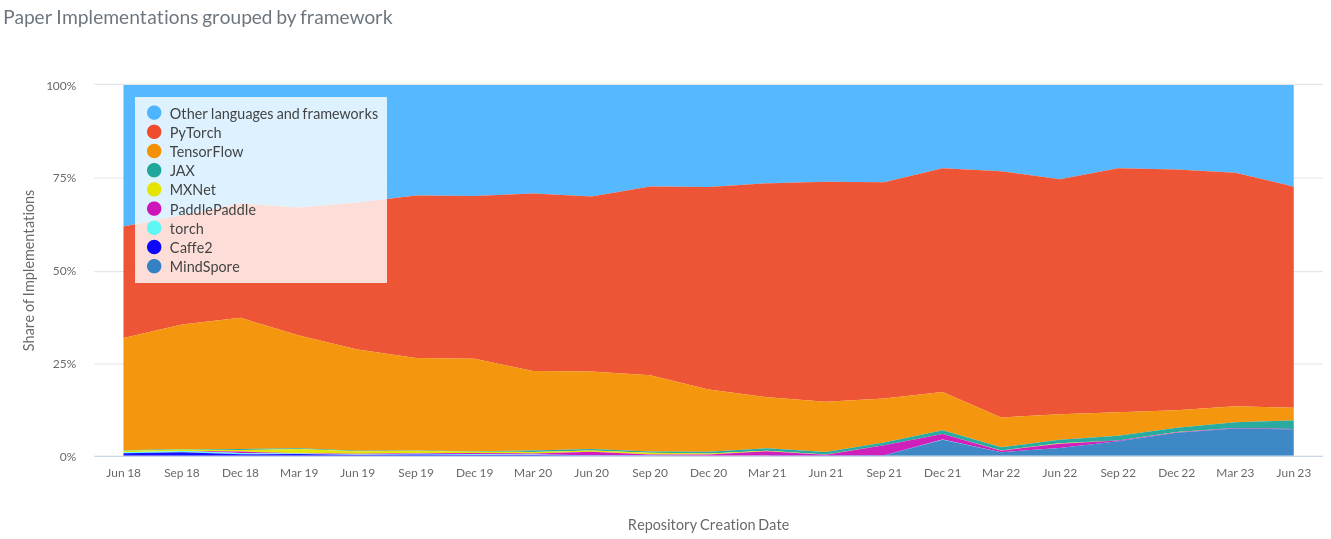 Paper Implementations grouped by framework
100%
75%
50%
25%
0%
Share of Implementations
Other languages and frameworks
PyTorch
TensorFlow
JAX
MXNet
PaddlePaddle
torch
Caffe2
MindSpore
Jun 18 Sep 18 Dec 18 Mar 19 Jun 19 Sep 19 Dec 19 Mar 20 Jun 20 Sep 20 Dec 20 Mar 21 Jun 21 Sep 21 Dec 21 Mar 22 Jun 22 Sep 22 Dec 22 Mar 23 Jun 23
Repository Creation Date